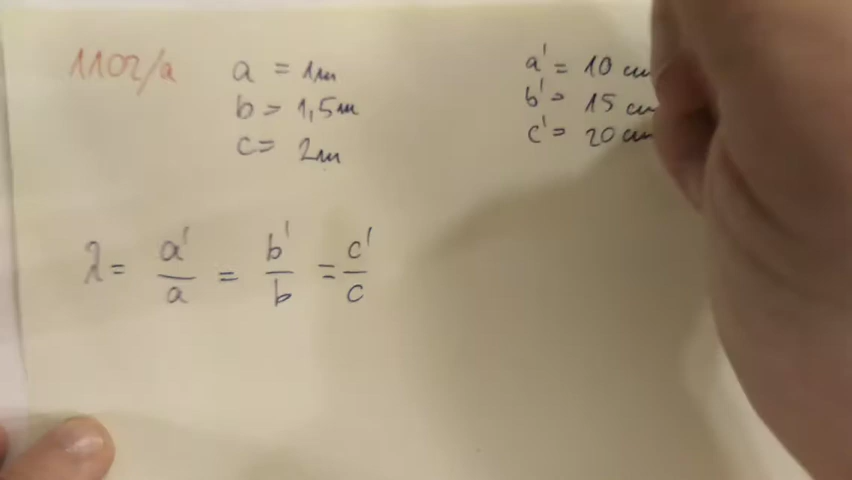 1102/a
a = 1m
b = 1,5m
c = 2m
a' = 10 cm
b' = 15 cm
c' = 20 cm
λ = a'/a = b'/b = c'/c